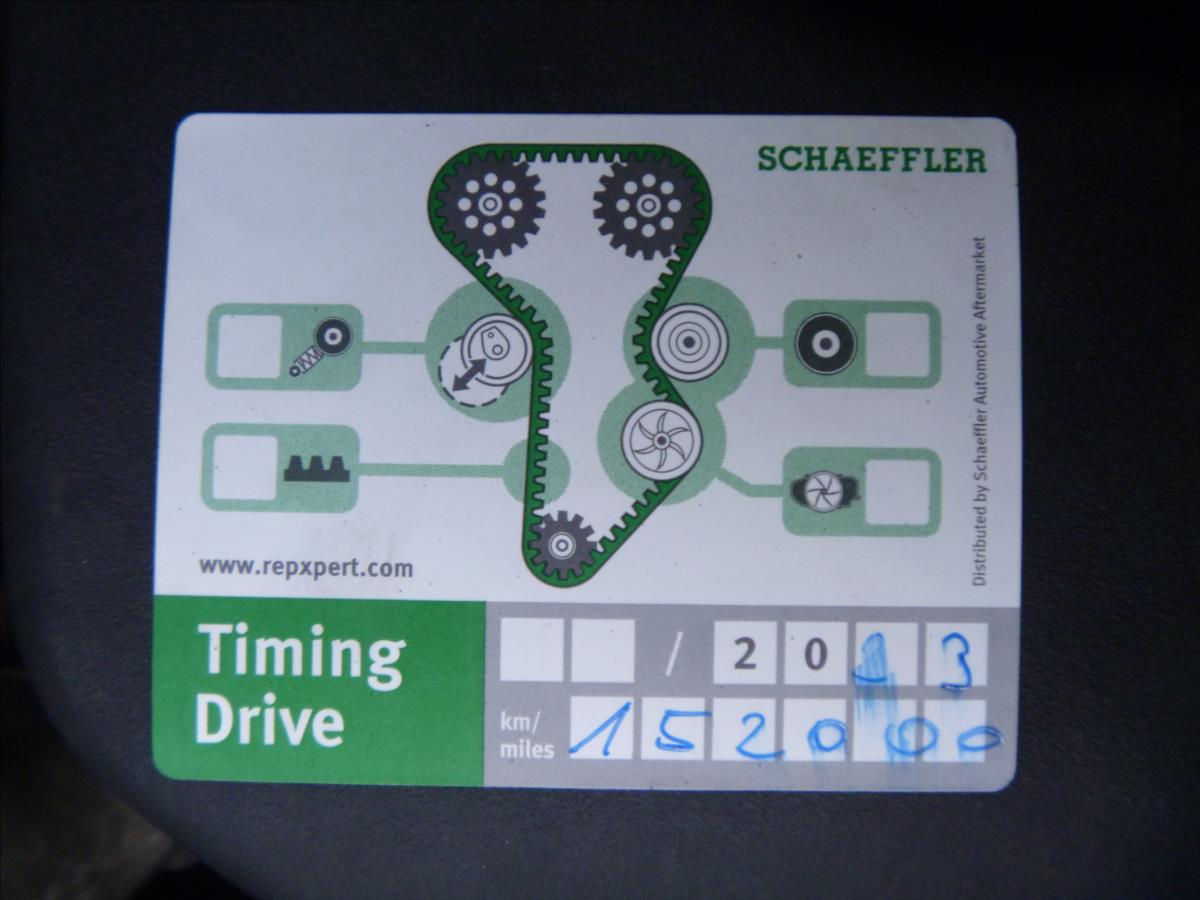 SCHAEFFLER
Distributed by Schaeffler Automotive Aftermarket
www.repxpert.com
Timing
Drive
/ 2013
km/
miles 152000